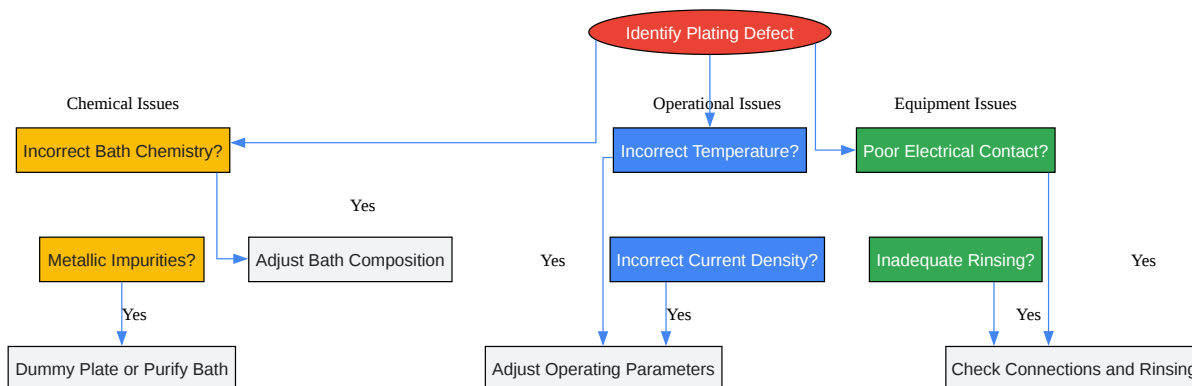 Identify Plating Defect
Chemical Issues
Operational Issues
Equipment Issues
Incorrect Bath Chemistry?
Incorrect Temperature?
Poor Electrical Contact?
Yes
Metallic Impurities?
Adjust Bath Composition
Yes
Incorrect Current Density?
Inadequate Rinsing?
Yes
Yes
Yes
Yes
Dummy Plate or Purify Bath
Adjust Operating Parameters
Check Connections and Rinsing